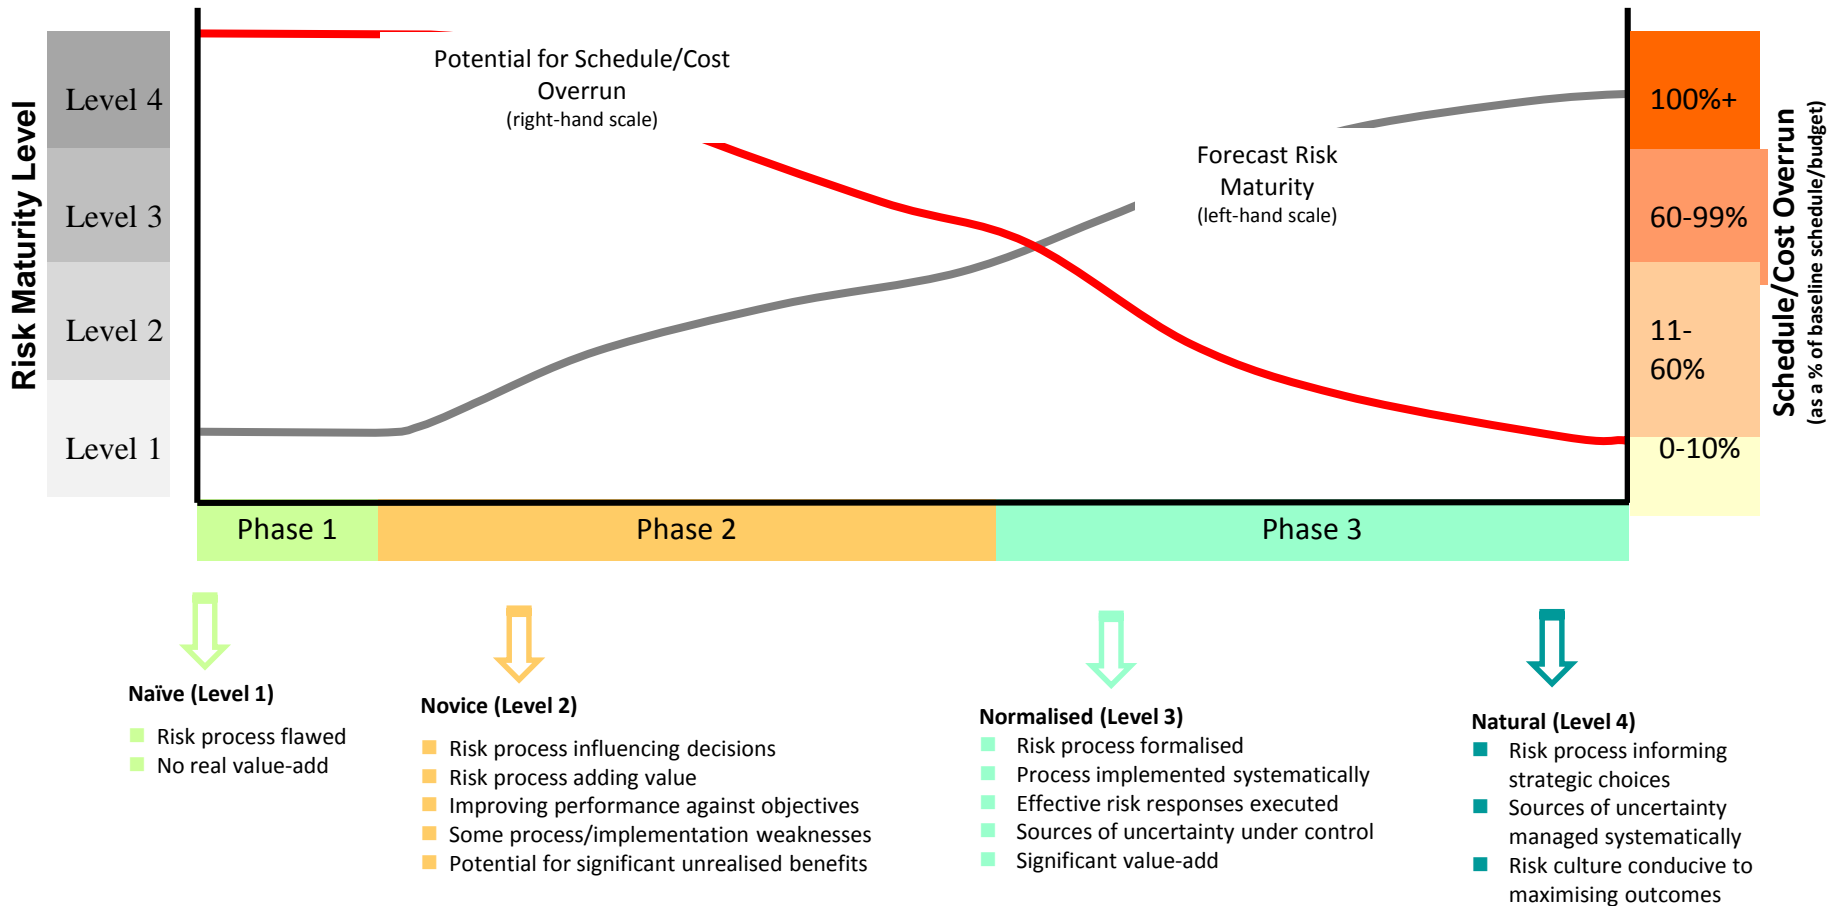 Risk Maturity Level
Level 4
Level 3
Level 2
Level 1
Potential for Schedule/Cost
Overrun
(right-hand scale)
Forecast Risk
Maturity
(left-hand scale)
100%+
60-99%
11-
60%
0-10%
Schedule/Cost Overrun
(as a % of baseline schedule/budget)
Phase 1
Phase 2
Phase 3
Naïve (Level 1)
Risk process flawed
No real value-add
Novice (Level 2)
Risk process influencing decisions
Risk process adding value
Improving performance against objectives
Some process/implementation weaknesses
Potential for significant unrealised benefits
Normalised (Level 3)
Risk process formalised
Process implemented systematically
Effective risk responses executed
Sources of uncertainty under control
Significant value-add
Natural (Level 4)
Risk process informing
strategic choices
Sources of uncertainty
managed systematically
Risk culture conducive to
maximising outcomes